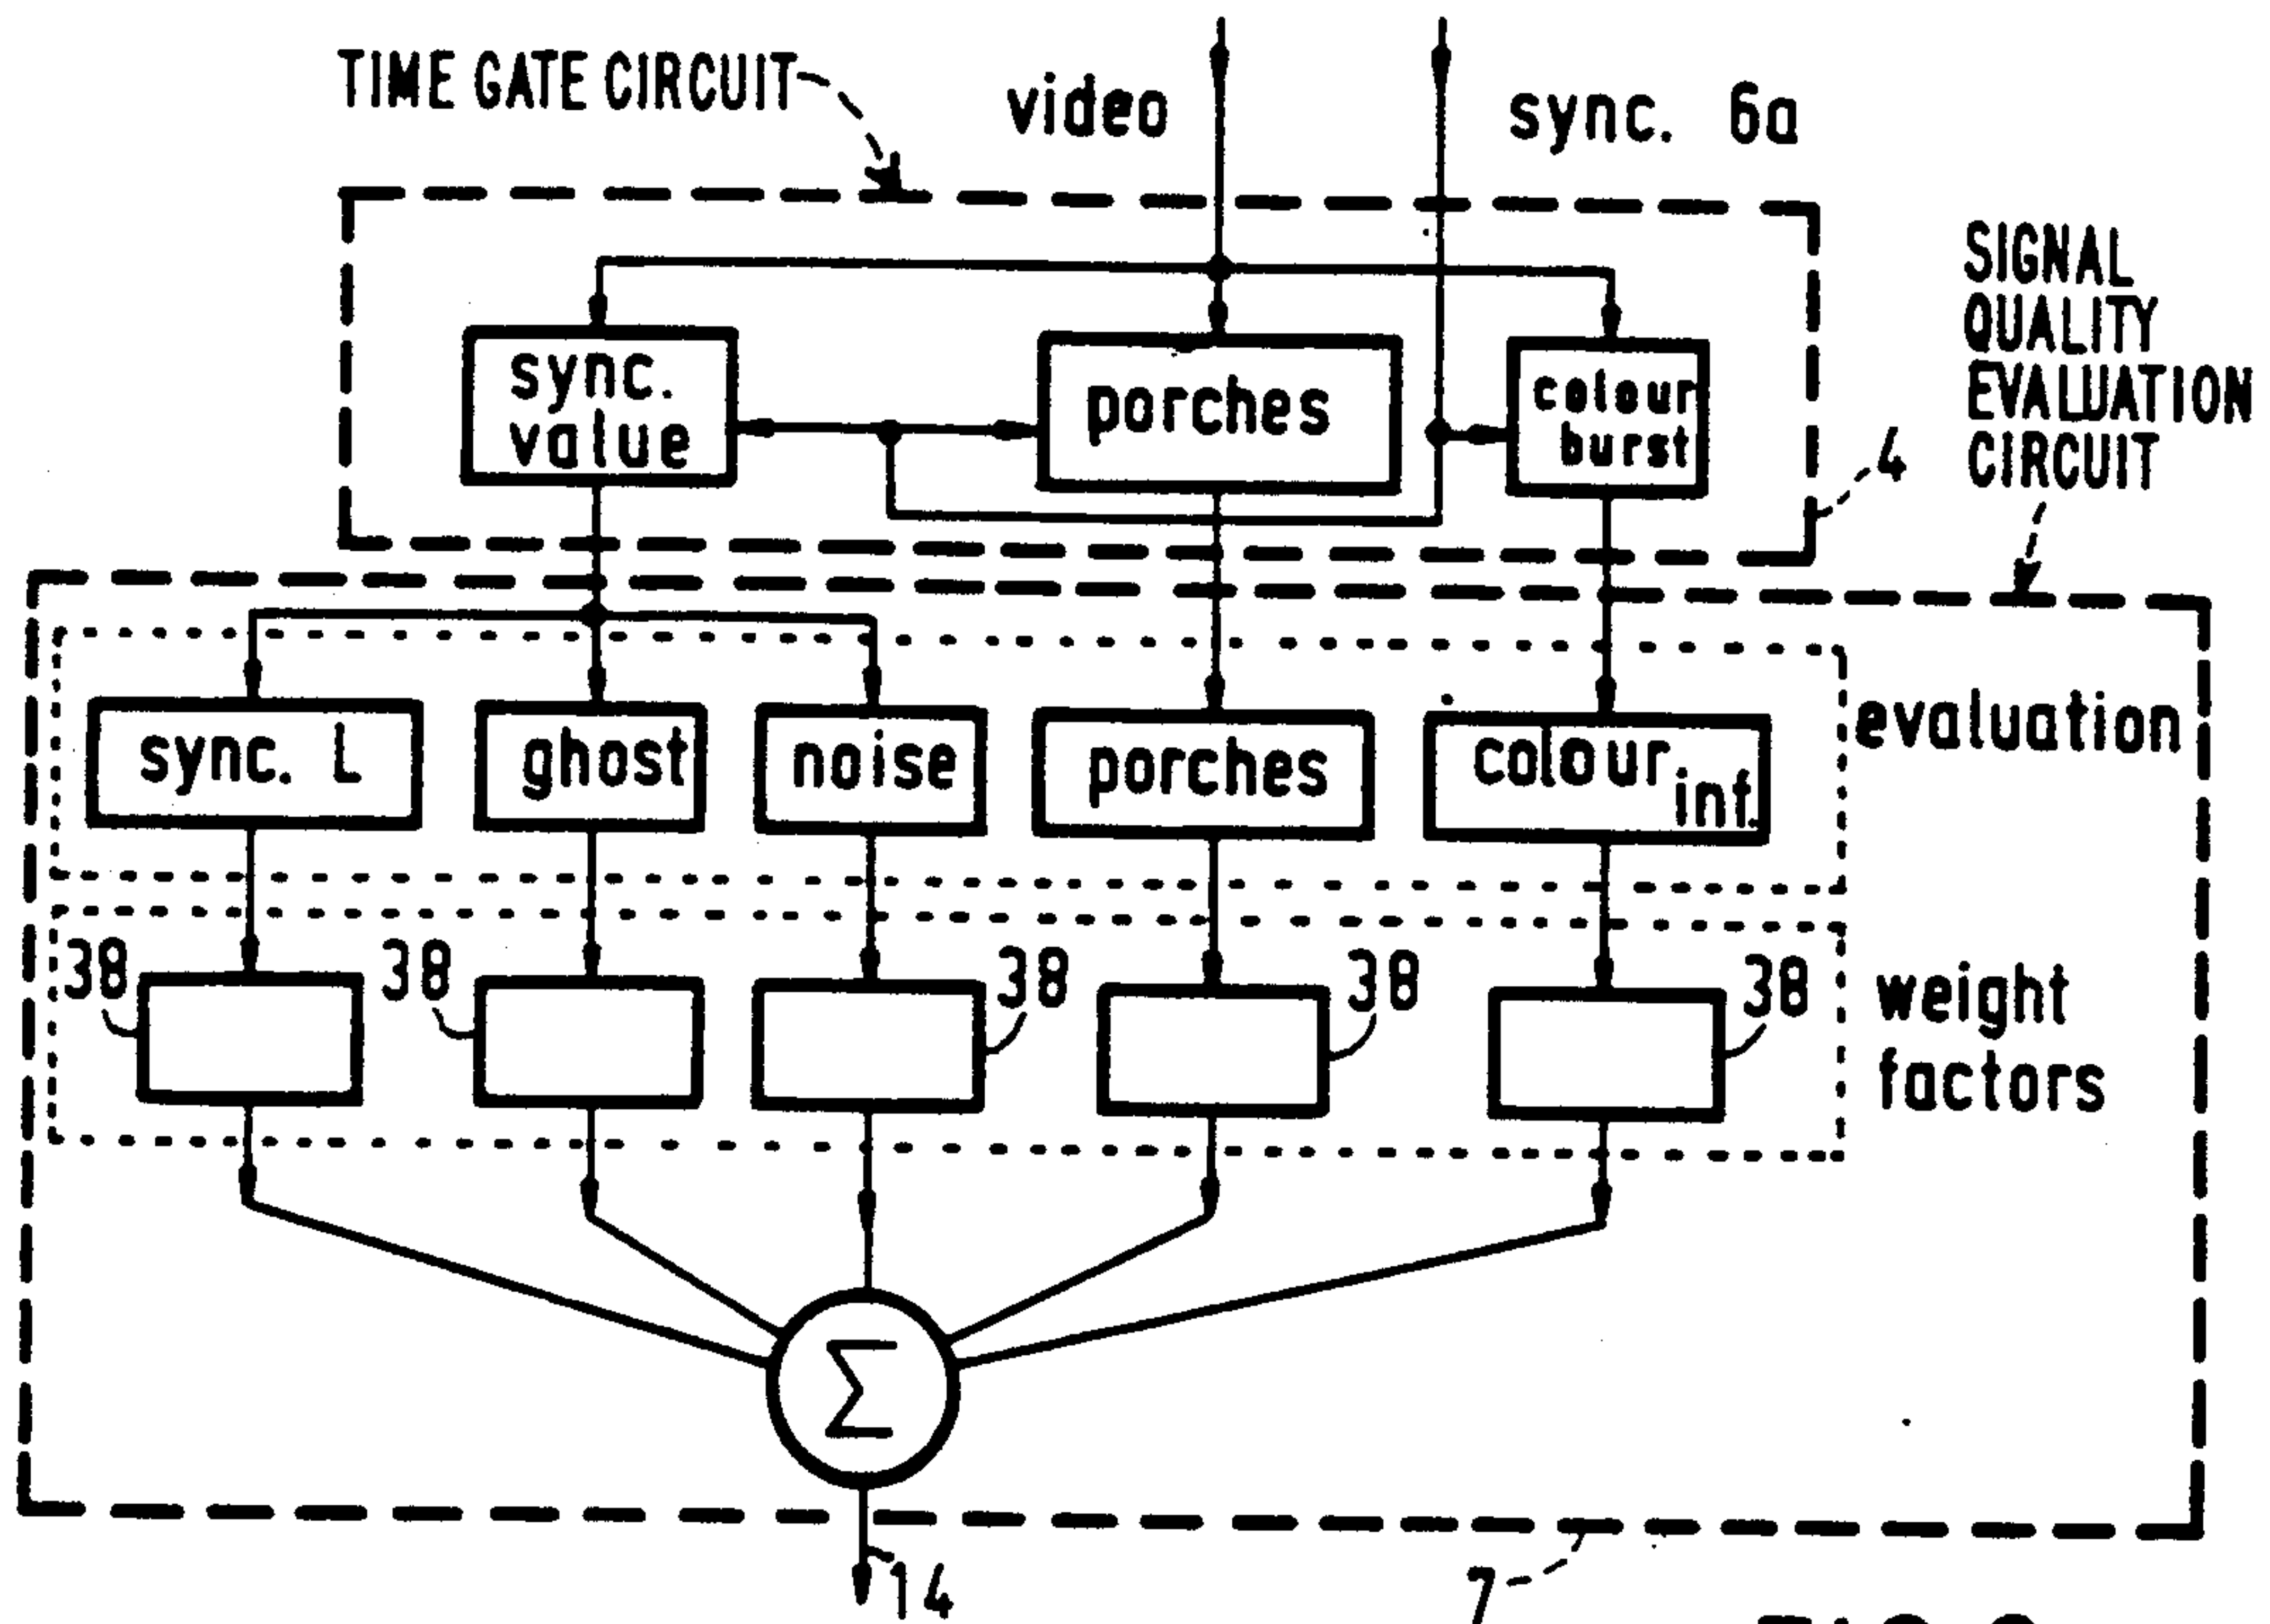 TIME GATE CIRCUIT
video
sync. 6a
SIGNAL
QUALITY
EVALUATION
CIRCUIT
sync.
value
porches
colour
burst
4
sync. L
ghost
noise
porches
colour inf.
evaluation
38
38
38
38
38
weight
factors
Σ
14
7